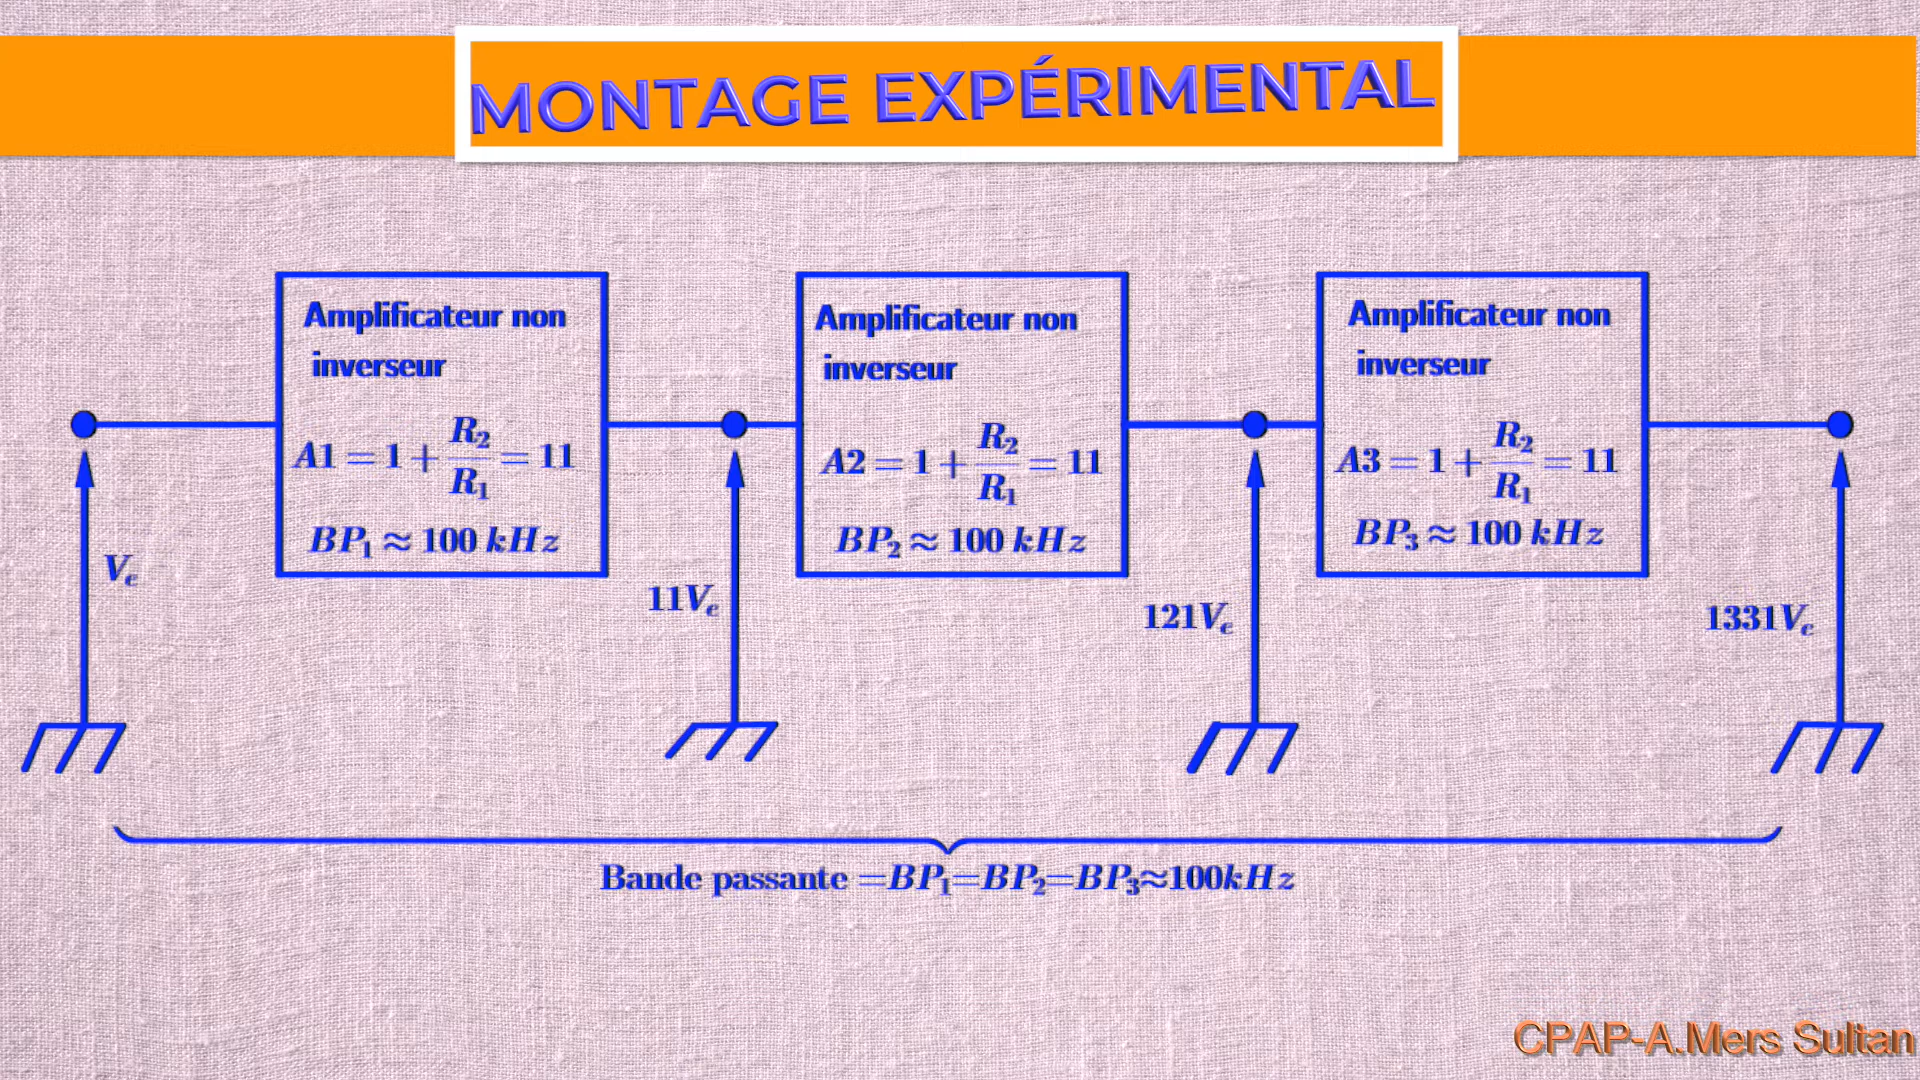 MONTAGE EXPÉRIMENTAL
Amplificateur non
inverseur
A1 = 1 + R₂/R₁ = 11
BP₁ ≈ 100 kHz
Amplificateur non
inverseur
A2 = 1 + R₂/R₁ = 11
BP₂ ≈ 100 kHz
Amplificateur non
inverseur
A3 = 1 + R₂/R₁ = 11
BP₃ ≈ 100 kHz
Vₑ
11Vₑ
121Vₑ
1331Vₑ
Bande passante =BP₁=BP₂=BP₃≈100kHz
CPAP-A.Mers Sultan